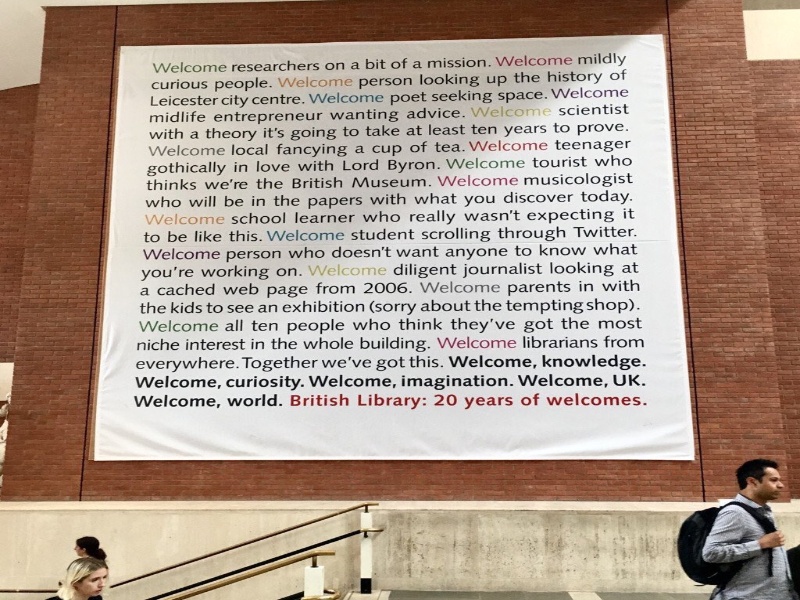 Welcome researchers on a bit of a mission. Welcome mildly
curious people. Welcome person looking up the history of
Leicester city centre. Welcome poet seeking space. Welcome
midlife entrepreneur wanting advice. Welcome scientist
with a theory it's going to take at least ten years to prove.
Welcome local fancying a cup of tea. Welcome teenager
gothically in love with Lord Byron. Welcome tourist who
thinks we're the British Museum. Welcome musicologist
who will be in the papers with what you discover today.
Welcome school learner who really wasn't expecting it
to be like this. Welcome student scrolling through Twitter.
Welcome person who doesn't want anyone to know what
you're working on. Welcome diligent journalist looking at
a cached web page from 2006. Welcome parents in with
the kids to see an exhibition (sorry about the tempting shop).
Welcome all ten people who think they've got the most
niche interest in the whole building. Welcome librarians from
everywhere. Together we've got this. Welcome, knowledge.
Welcome, curiosity. Welcome, imagination. Welcome, UK.
Welcome, world. British Library: 20 years of welcomes.